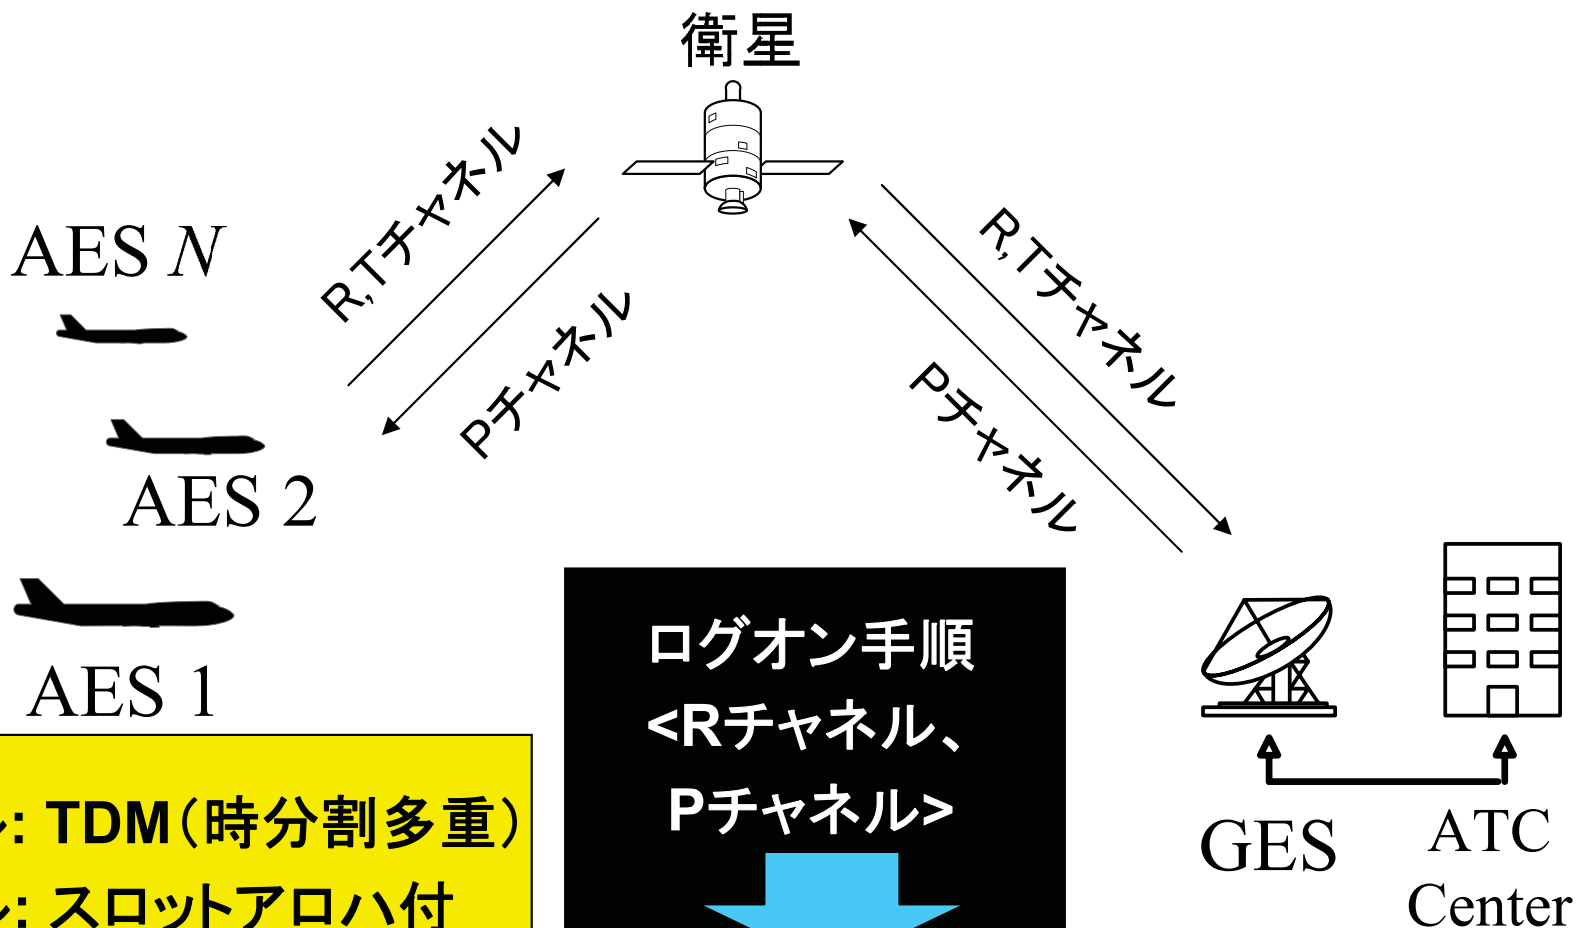 衛星
R,Tチャネル
Pチャネル
R,Tチャネル
Pチャネル
AES N
AES 2
AES 1
ログオン手順
<Rチャネル、
Pチャネル>
: TDM(時分割多重)
: スロットアロハ付
GES
ATC
Center